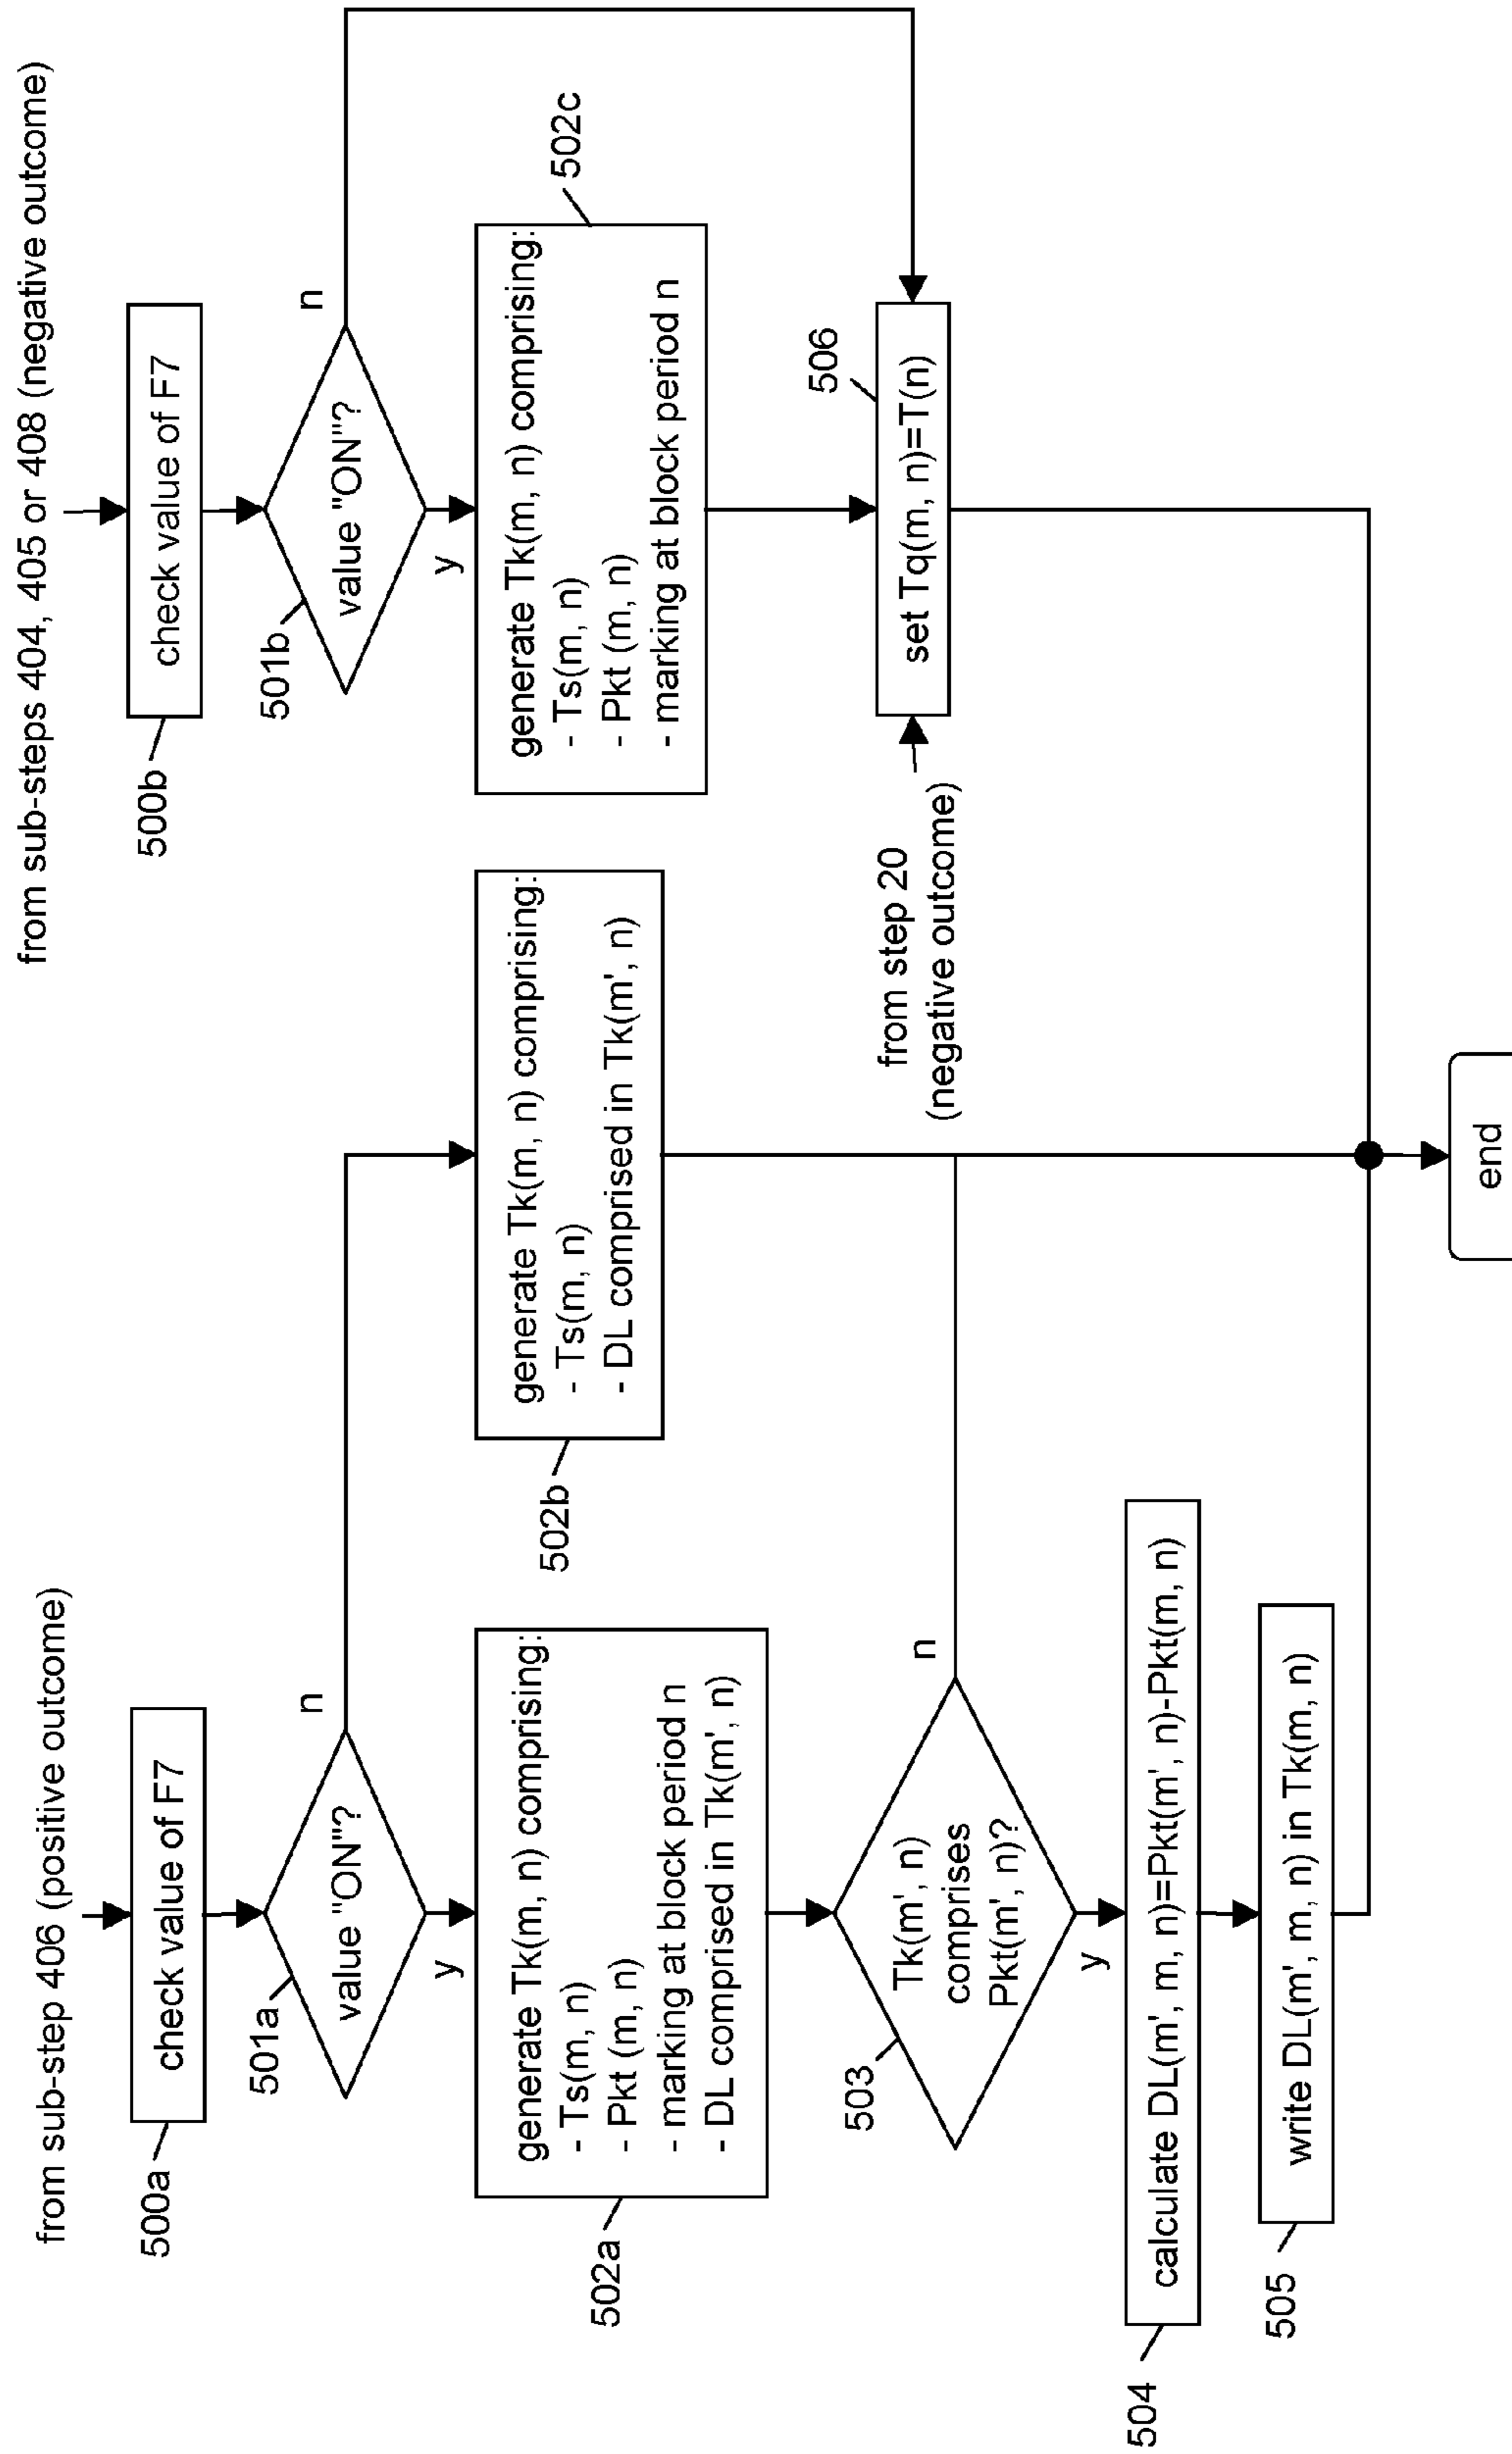 from sub-step 406 (positive outcome)
500a
check value of F7
501a
value "ON"?
n
y
502a
generate Tk(m, n) comprising:
- Ts(m, n)
- Pkt (m, n)
- marking at block period n
- DL comprised in Tk(m', n)
502b
generate Tk(m, n) comprising:
- Ts(m, n)
- DL comprised in Tk(m', n)
503
Tk(m', n)
comprises
Pkt(m', n)?
n
y
504
calculate DL(m', m, n)=Pkt(m', n)-Pkt(m, n)
505
write DL(m', m, n) in Tk(m, n)
from sub-steps 404, 405 or 408 (negative outcome)
500b
check value of F7
501b
value "ON"?
n
y
502c
generate Tk(m, n) comprising:
- Ts(m, n)
- Pkt (m, n)
- marking at block period n
506
set Tq(m, n)=T(n)
from step 20
(negative outcome)
end